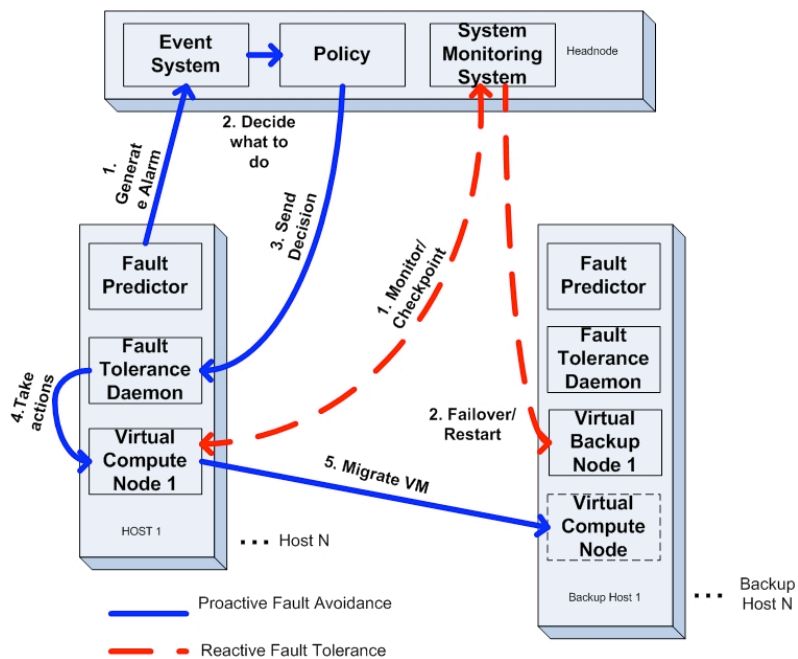 Event
System
Policy
System
Monitoring
System
Headnode
2. Decide
what to
do
1.
Generat
e Alarm
3. Send
Decision
1. Monitor/
Checkpoint
Fault
Predictor
Fault
Tolerance
Daemon
4.Take
actions
Virtual
Compute
Node 1
HOST 1
... Host N
2. Failover/
Restart
5. Migrate VM
Fault
Predictor
Fault
Tolerance
Daemon
Virtual
Backup
Node 1
Virtual
Compute
Node
Backup Host 1
... Backup
Host N
Proactive Fault Avoidance
Reactive Fault Tolerance